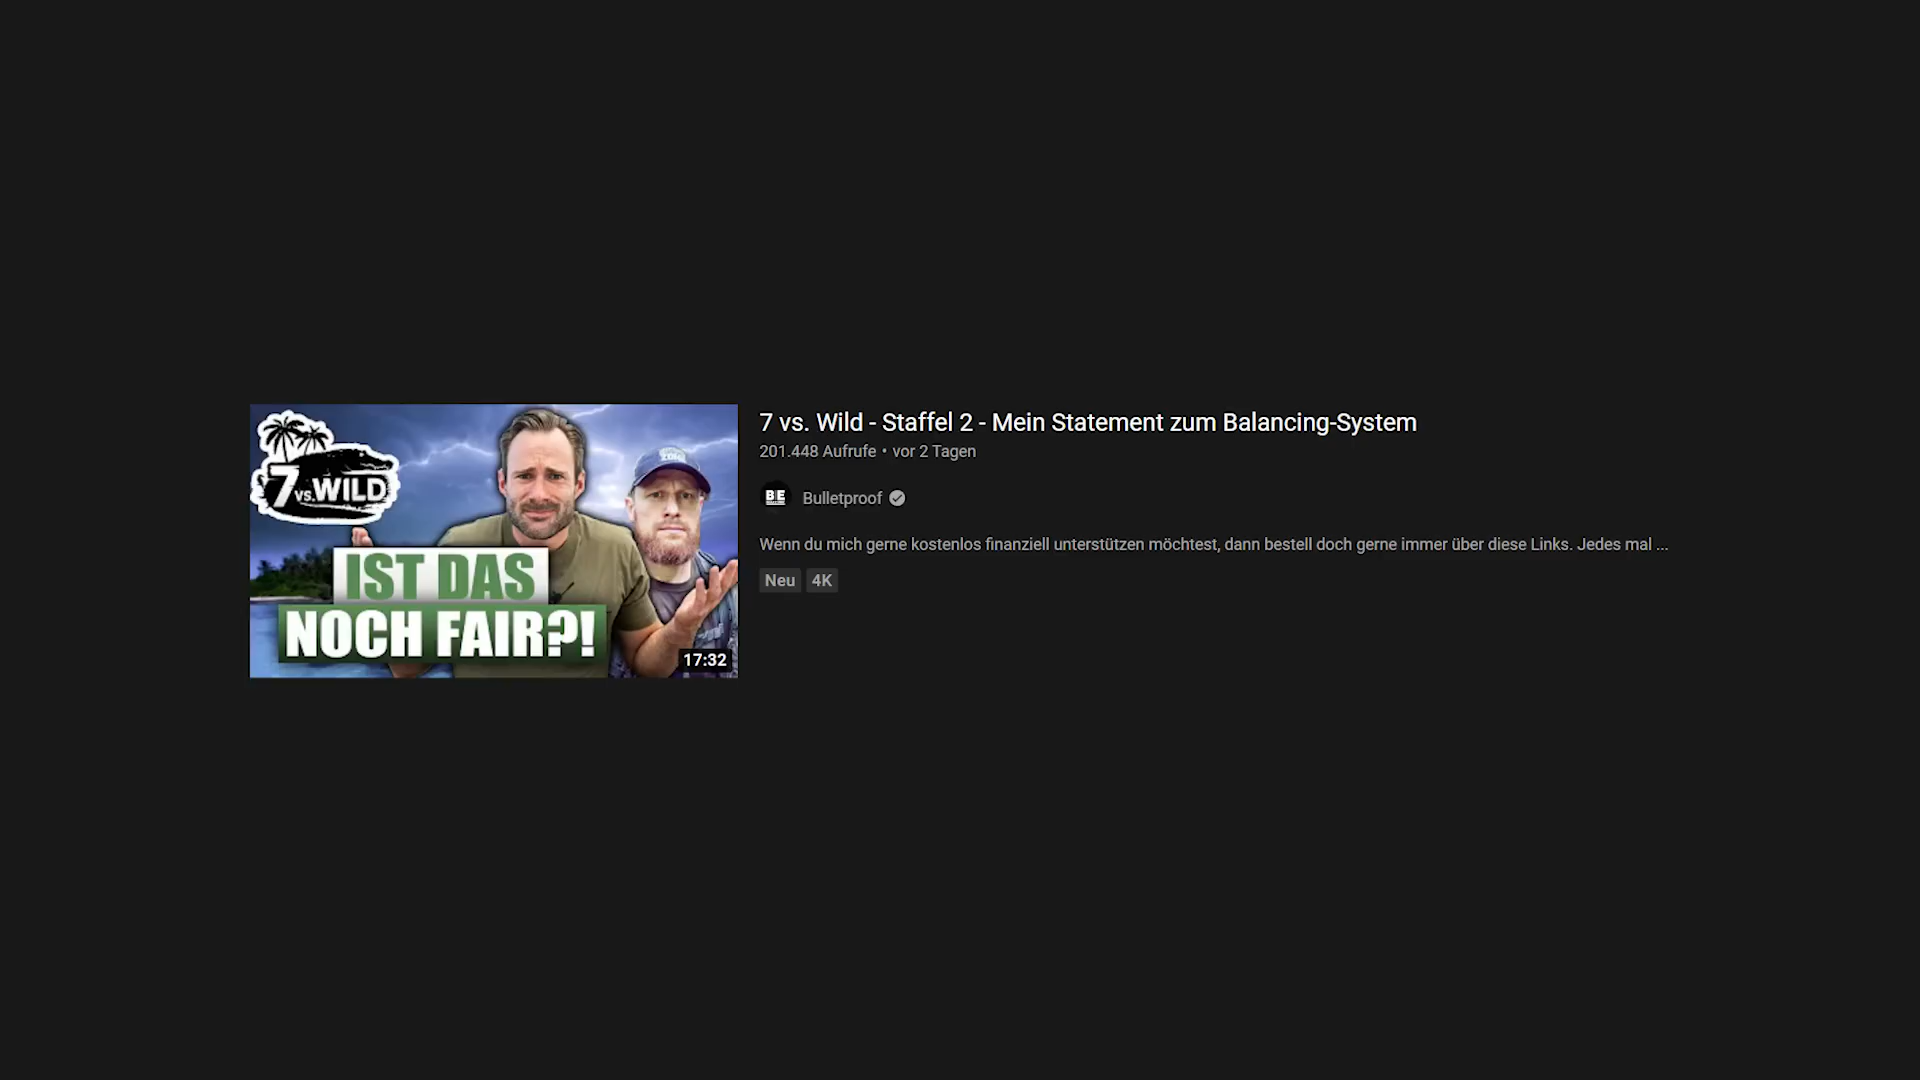 7 vs. WILD
IST DAS
NOCH FAIR?!
17:32
7 vs. Wild - Staffel 2 - Mein Statement zum Balancing-System
201.448 Aufrufe • vor 2 Tagen
BE
Bulletproof
Wenn du mich gerne kostenlos finanziell unterstützen möchtest, dann bestell doch gerne immer über diese Links. Jedes mal ...
Neu 4K